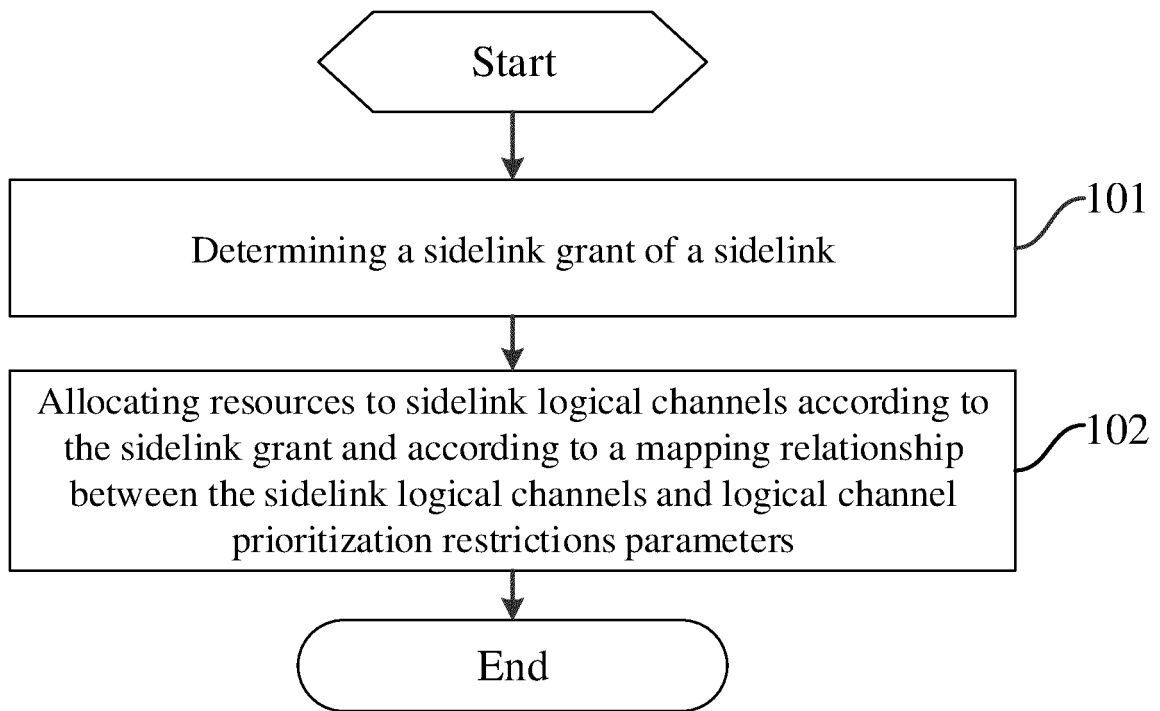 Start
Determining a sidelink grant of a sidelink
101
Allocating resources to sidelink logical channels according to
the sidelink grant and according to a mapping relationship
between the sidelink logical channels and logical channel
prioritization restrictions parameters
102
End